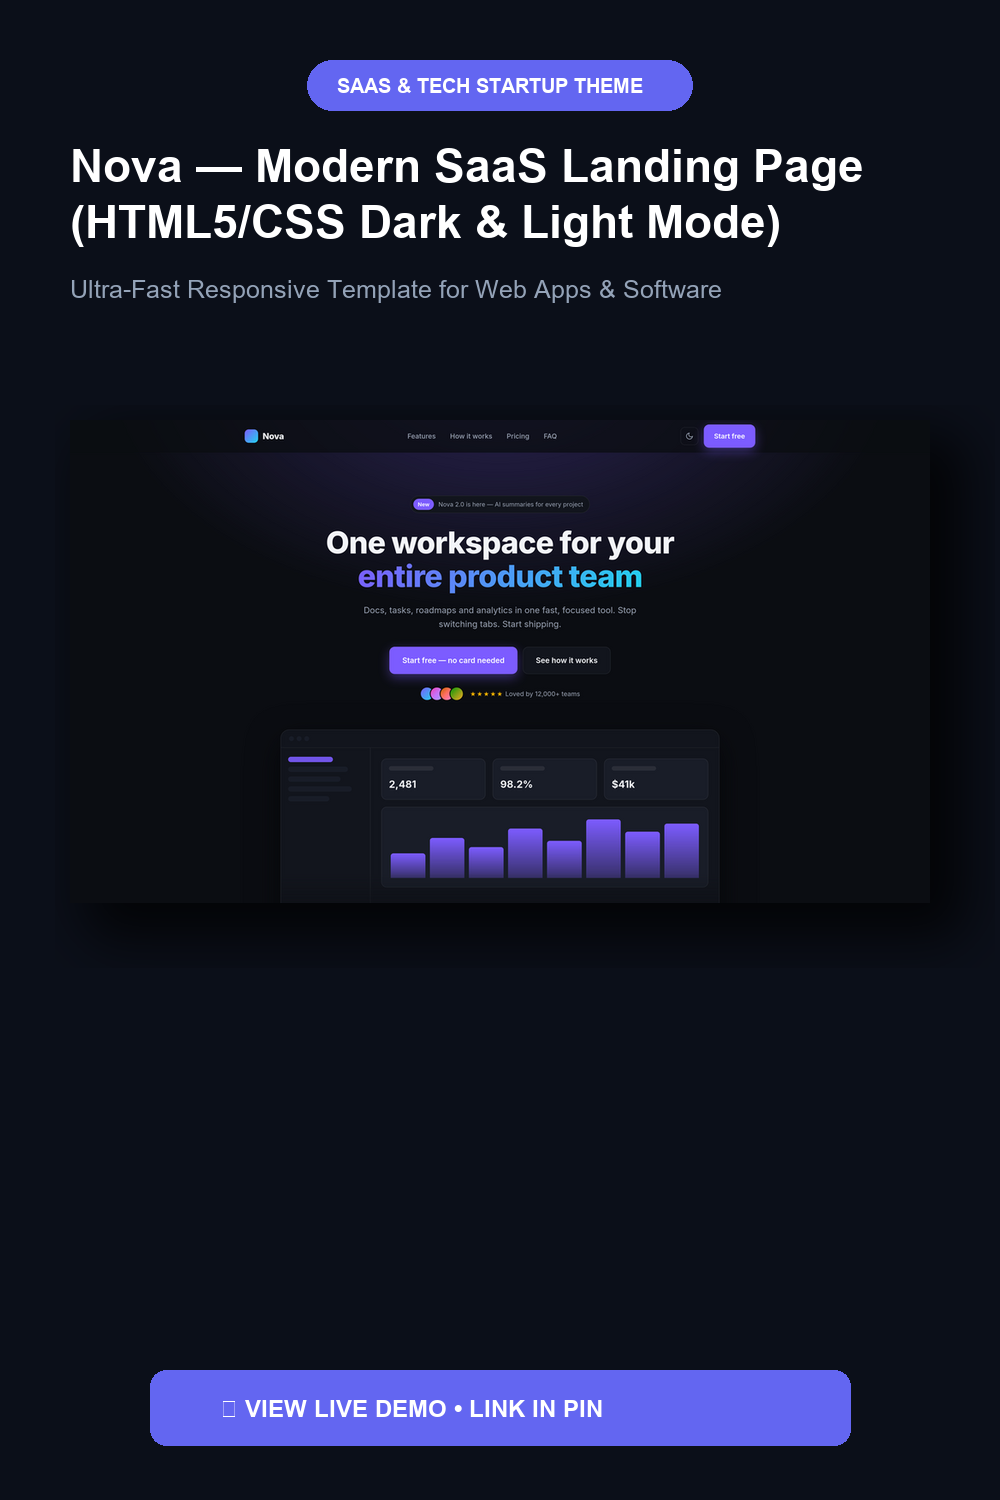 SAAS & TECH STARTUP THEME
Nova — Modern SaaS Landing Page
(HTML5/CSS Dark & Light Mode)
Ultra-Fast Responsive Template for Web Apps & Software
Nova Features How it works Pricing FAQ Start free
New Nova 2.0 is here — AI summaries for every project
One workspace for your
entire product team
Docs, tasks, roadmaps and analytics in one fast, focused tool. Stop
switching tabs. Start shipping.
Start free — no card needed See how it works
★★★★★ Loved by 12,000+ teams
2,481 98.2% $41k
▯ VIEW LIVE DEMO • LINK IN PIN